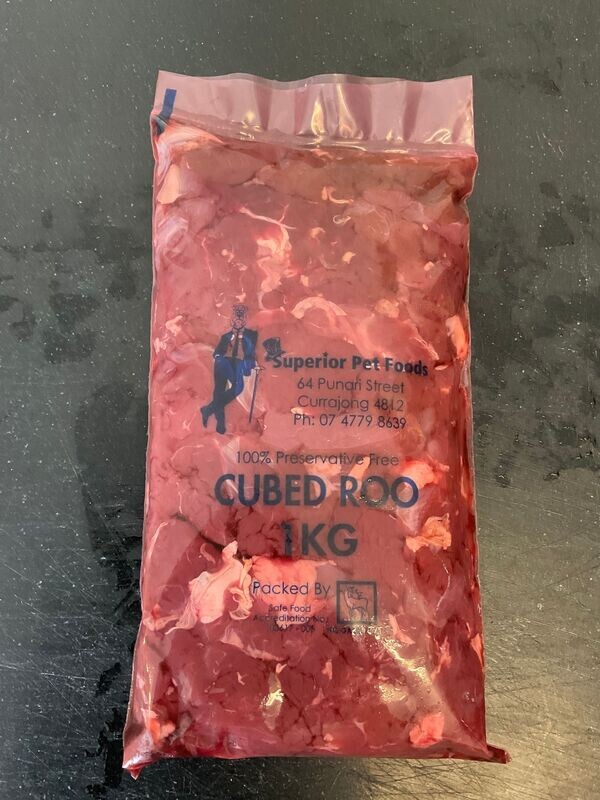 Superior Pet Foods
64 Punari Street
Currajong 4812
Ph: 07 4779 8639
100% Preservative Free
CUBED ROO
1KG
Packed By
Safe Food
Accreditation No: